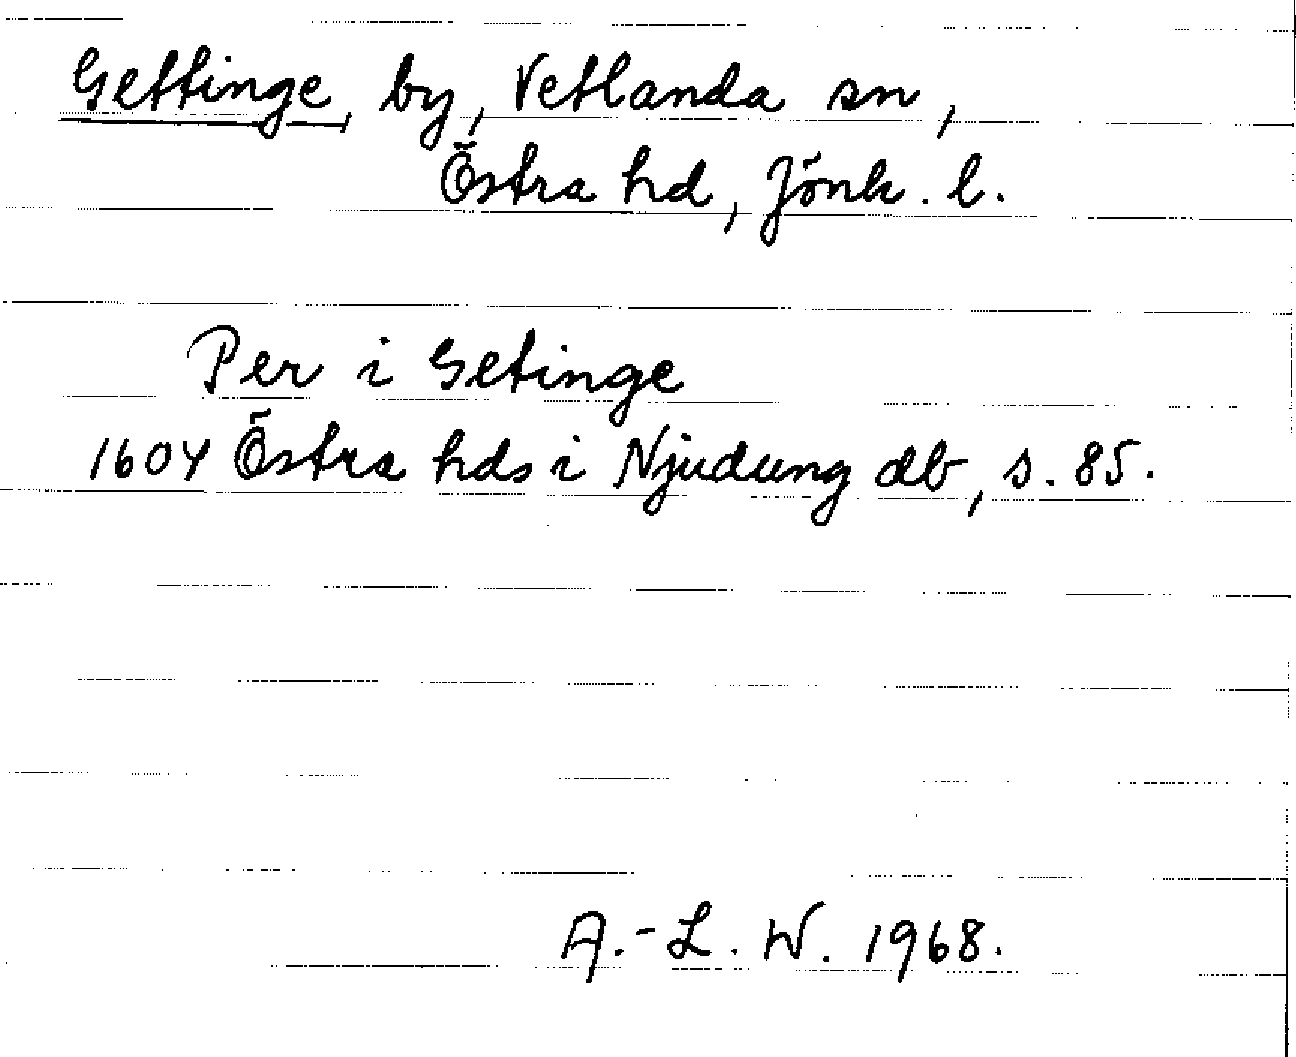 Gettinge, by, Vetlanda sn,
Östra hd, Jönk. l.
Per i Getinge
1604 Östra hds i Njudung db, s. 85.
A.-L. W. 1968.